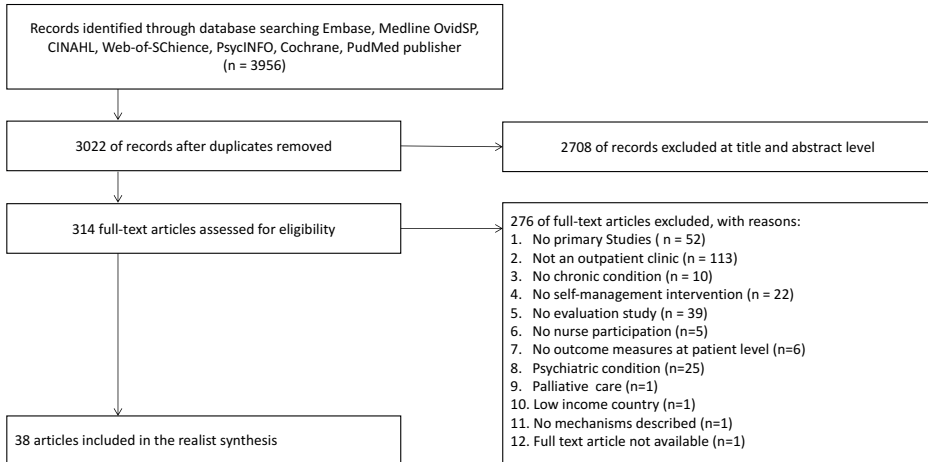 Records identified through database searching Embase, Medline OvidSP,
CINAHL, Web-of-SChience, PsycINFO, Cochrane, PudMed publisher
(n = 3956)
3022 of records after duplicates removed
2708 of records excluded at title and abstract level
314 full-text articles assessed for eligibility
276 of full-text articles excluded, with reasons:
1. No primary Studies ( n = 52)
2. Not an outpatient clinic (n = 113)
3. No chronic condition (n = 10)
4. No self-management intervention (n = 22)
5. No evaluation study (n = 39)
6. No nurse participation (n=5)
7. No outcome measures at patient level (n=6)
8. Psychiatric condition (n=25)
9. Palliative care (n=1)
10. Low income country (n=1)
11. No mechanisms described (n=1)
12. Full text article not available (n=1)
38 articles included in the realist synthesis